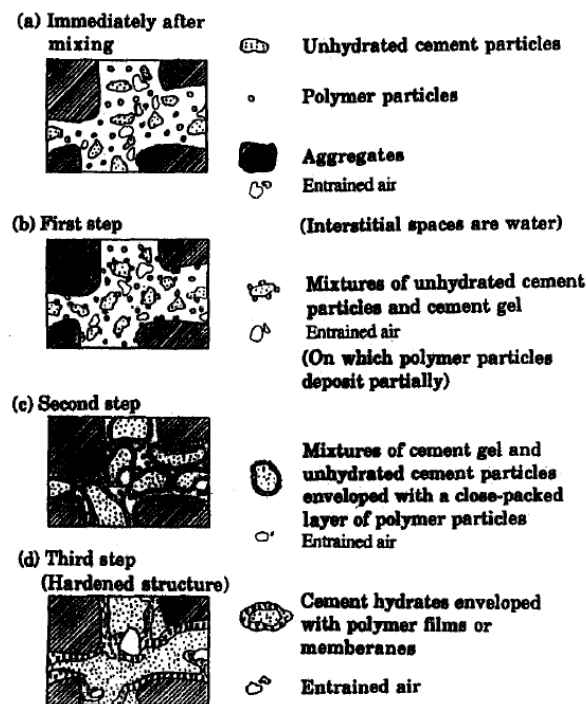 (a) Immediately after
mixing
Unhydrated cement particles
Polymer particles
Aggregates
Entrained air
(Interstitial spaces are water)
(b) First step
Mixtures of unhydrated cement
particles and cement gel
Entrained air
(On which polymer particles
deposit partially)
(c) Second step
Mixtures of cement gel and
unhydrated cement particles
enveloped with a close-packed
layer of polymer particles
Entrained air
(d) Third step
(Hardened structure)
Cement hydrates enveloped
with polymer films or
memberanes
Entrained air